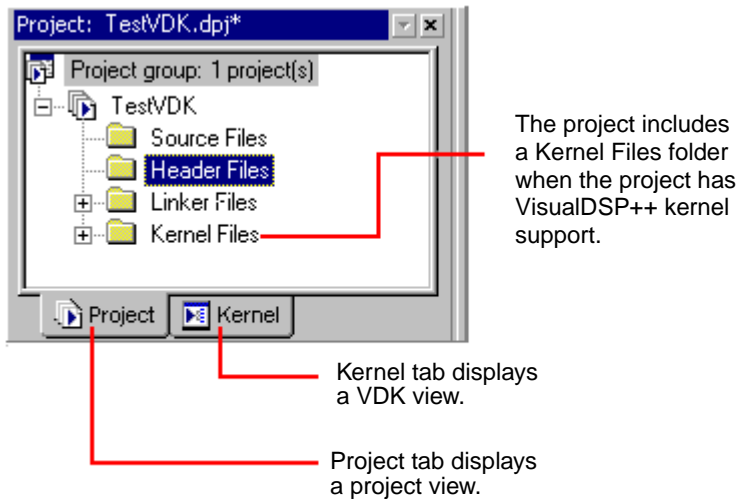 Project: TestVDK.dpj*
Project group: 1 project(s)
TestVDK
Source Files
Header Files
Linker Files
Kernel Files
The project includes
a Kernel Files folder
when the project has
VisualDSP++ kernel
support.
Project
Kernel
Kernel tab displays
a VDK view.
Project tab displays
a project view.